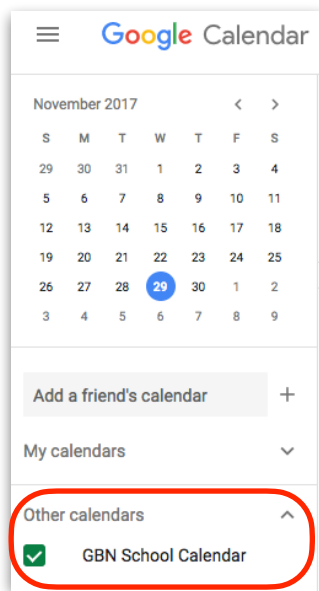 Google Calendar
November 2017 < >
S M T W T F S
29 30 31 1 2 3 4
5 6 7 8 9 10 11
12 13 14 15 16 17 18
19 20 21 22 23 24 25
26 27 28 29 30 1 2
3 4 5 6 7 8 9
Add a friend's calendar +
My calendars
Other calendars
GBN School Calendar